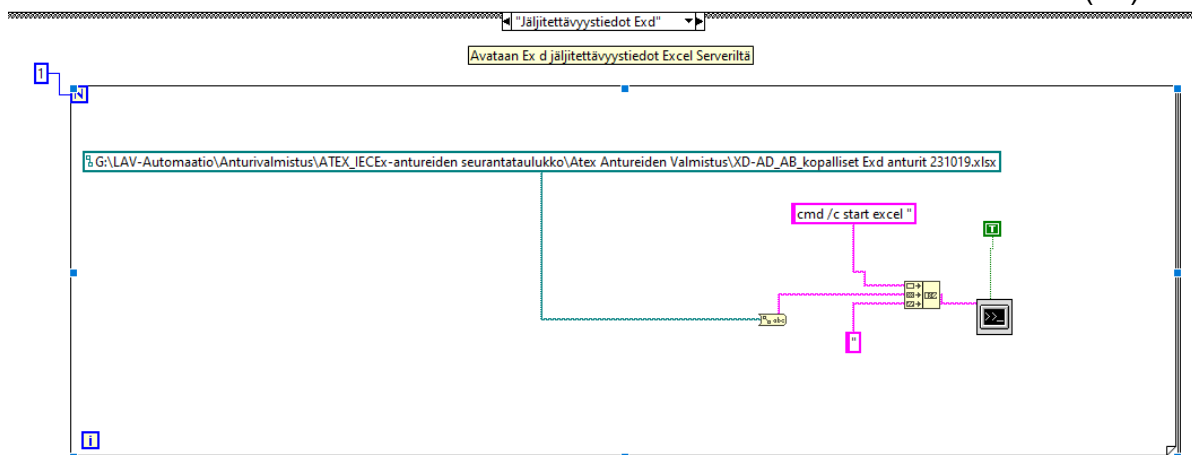 "Jäljitettävyystiedot Exd"
Avataan Ex d jäljitettävyystiedot Excel Serveriltä
1
N
G:\LAV-Automaatio\Anturivalmistus\ATEX_IECEx-antureiden seurantataulukko\Atex Antureiden Valmistus\XD-AD_AB_kopalliset Exd anturit 231019.xlsx
cmd /c start excel "
T
abc
>>_
"
i